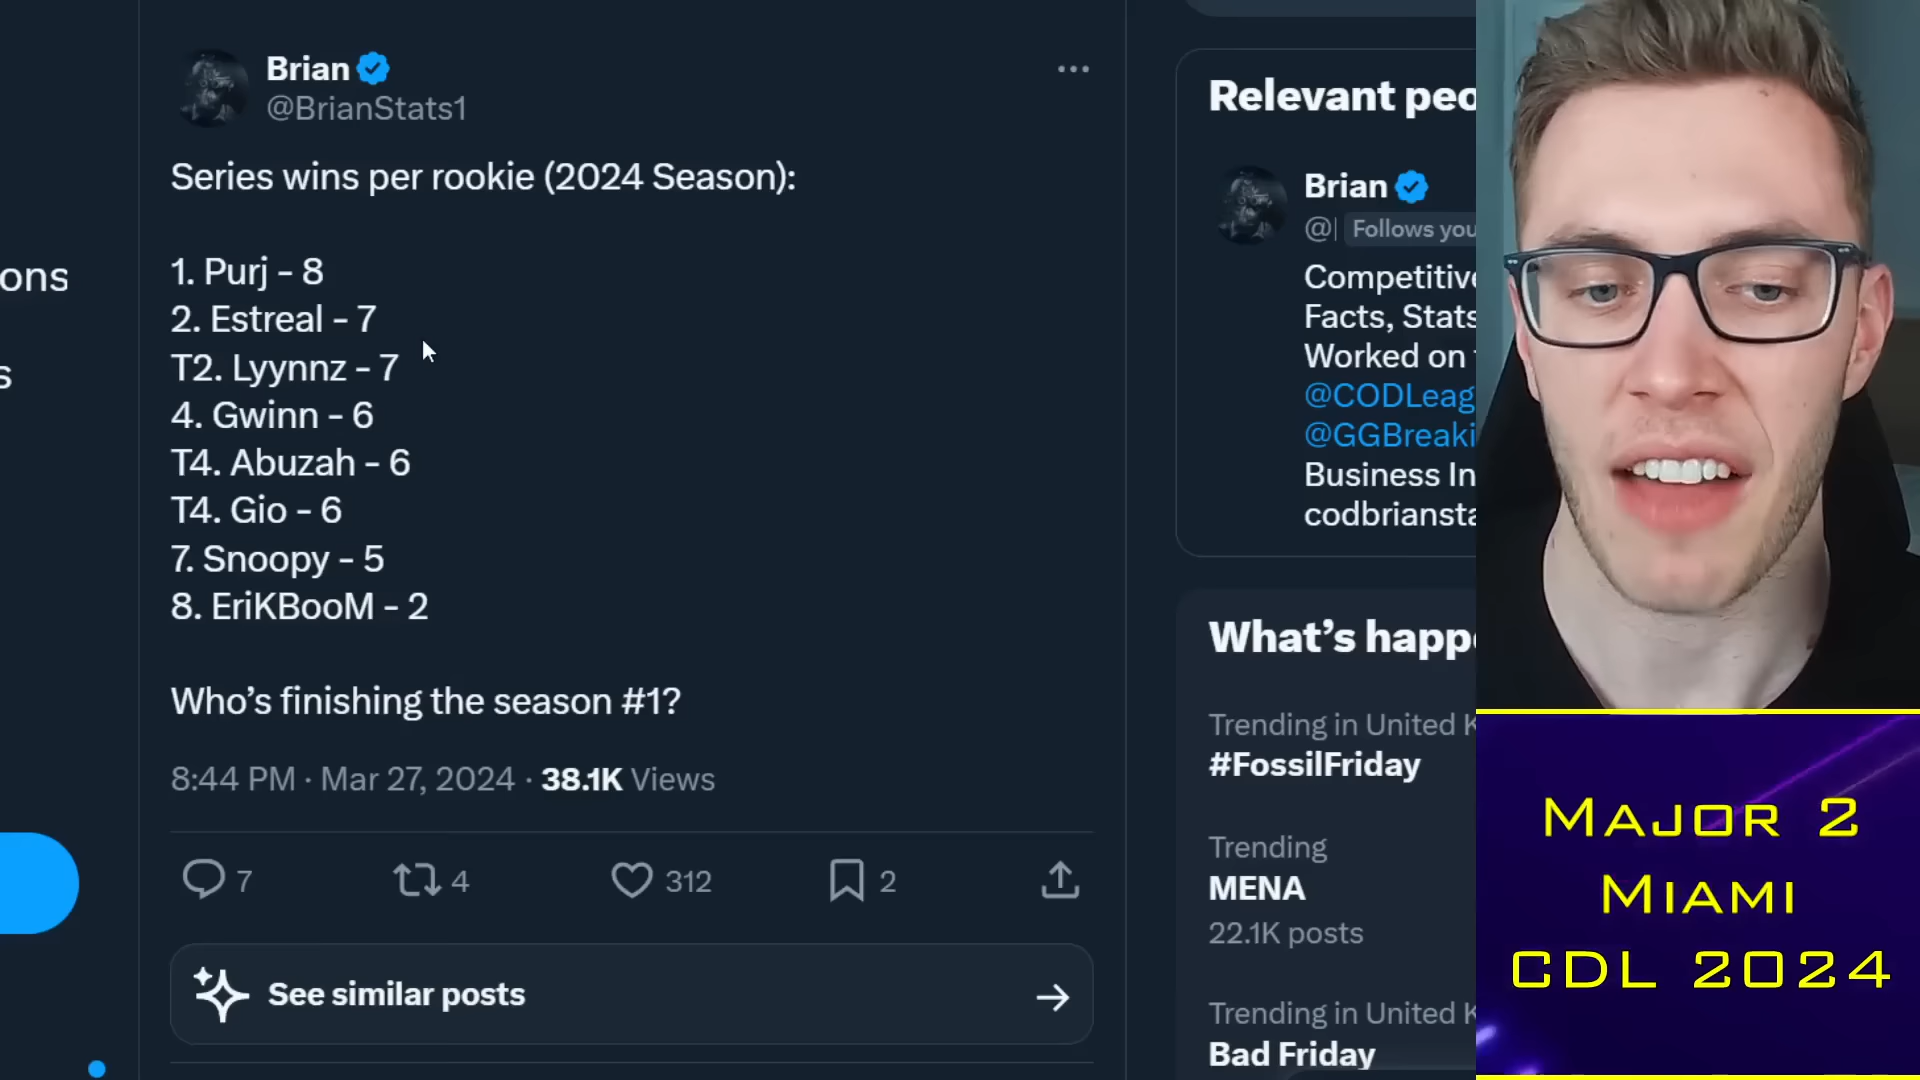 ons
s
Brian
@BrianStats1
Series wins per rookie (2024 Season):
1. Purj - 8
2. Estreal - 7
T2. Lyynnz - 7
4. Gwinn - 6
T4. Abuzah - 6
T4. Gio - 6
7. Snoopy - 5
8. EriKBooM - 2
Who’s finishing the season #1?
8:44 PM · Mar 27, 2024 · 38.1K Views
7
4
312
2
See similar posts
Relevant peo
Brian
@ Follows you
Competitive
Facts, Stats
Worked on
@CODLeag
@GGBreaki
Business In
codbriansta
What’s happe
Trending in United K
#FossilFriday
Trending
MENA
22.1K posts
Trending in United K
Bad Friday
MAJOR 2
MIAMI
CDL 2024